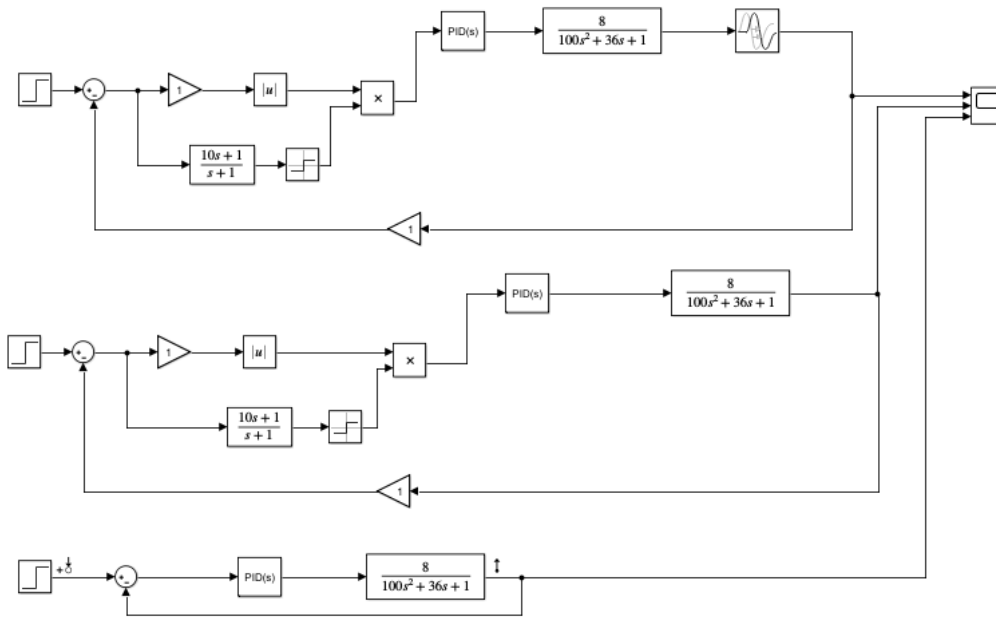 PID(s)
8
100s² + 36s + 1
1
|u|
×
10s + 1
s + 1
1
PID(s)
8
100s² + 36s + 1
1
|u|
×
10s + 1
s + 1
1
PID(s)
8
100s² + 36s + 1